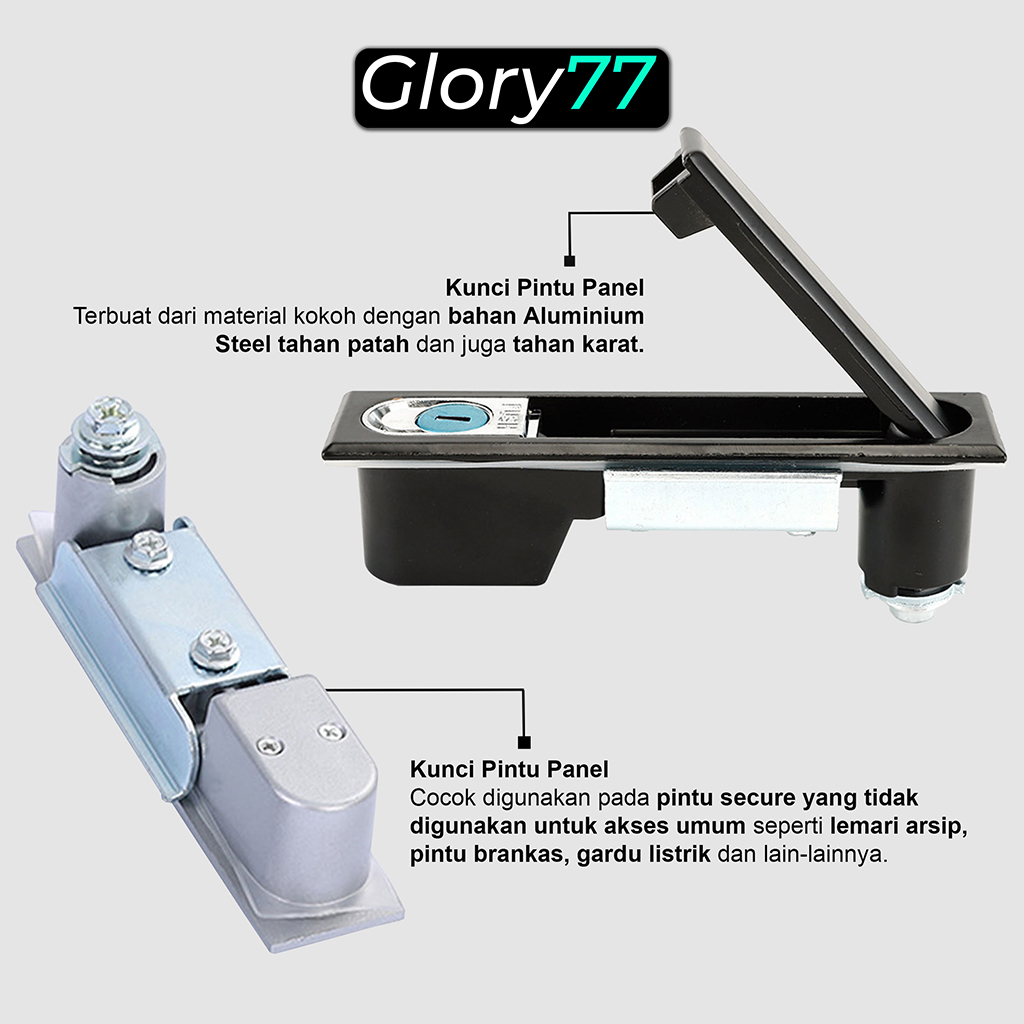 Glory77
Kunci Pintu Panel
Terbuat dari material kokoh dengan bahan Aluminium
Steel tahan patah dan juga tahan karat.
Kunci Pintu Panel
Cocok digunakan pada pintu secure yang tidak
digunakan untuk akses umum seperti lemari arsip,
pintu brankas, gardu listrik dan lain-lainnya.